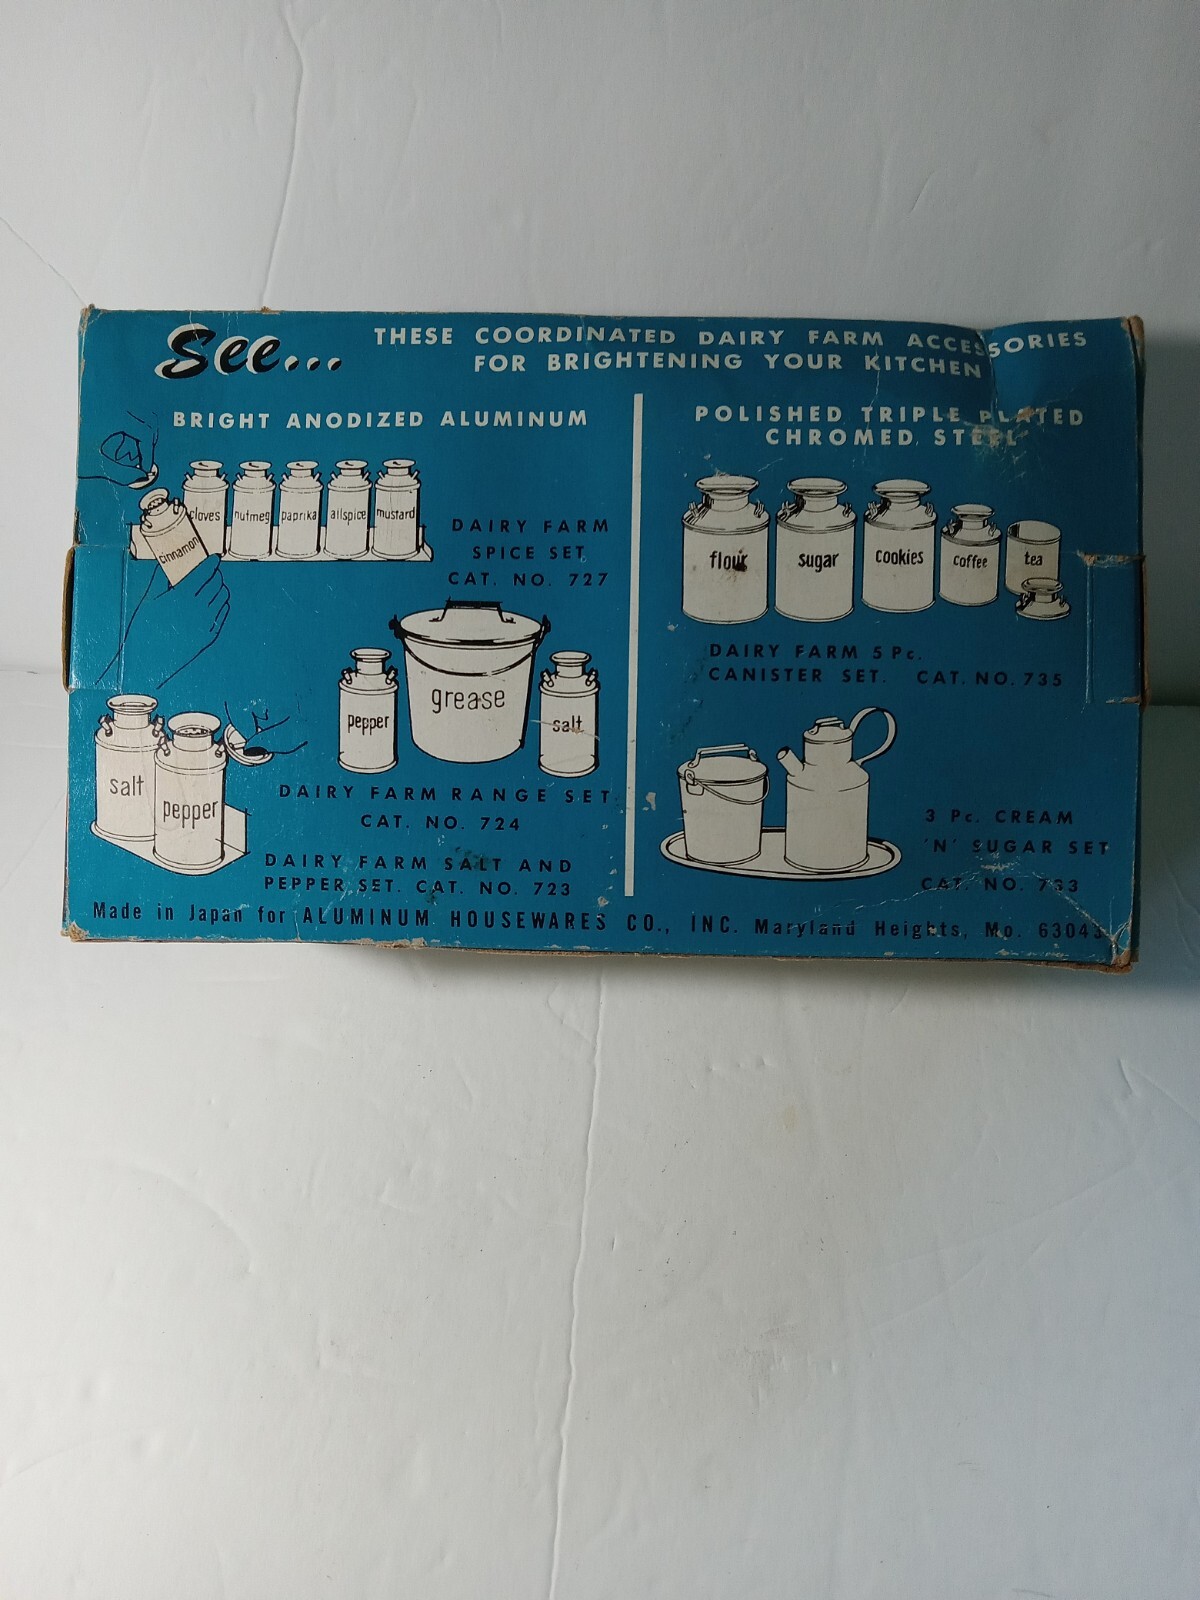 See...
THESE COORDINATED DAIRY FARM ACCESSORIES
FOR BRIGHTENING YOUR KITCHEN
BRIGHT ANODIZED ALUMINUM
cinnamon
cloves
nutmeg
paprika
allspice
mustard
DAIRY FARM
SPICE SET
CAT. NO. 727
pepper
grease
salt
DAIRY FARM RANGE SET
CAT. NO. 724
salt
pepper
DAIRY FARM SALT AND
PEPPER SET. CAT. NO. 723
POLISHED TRIPLE PLATED
CHROMED STEEL
flour
sugar
cookies
coffee
tea
DAIRY FARM 5 Pc.
CANISTER SET. CAT. NO. 735
3 Pc. CREAM
'N' SUGAR SET
CAT. NO. 733
Made in Japan for ALUMINUM HOUSEWARES CO., INC. Maryland Heights, Mo. 63043